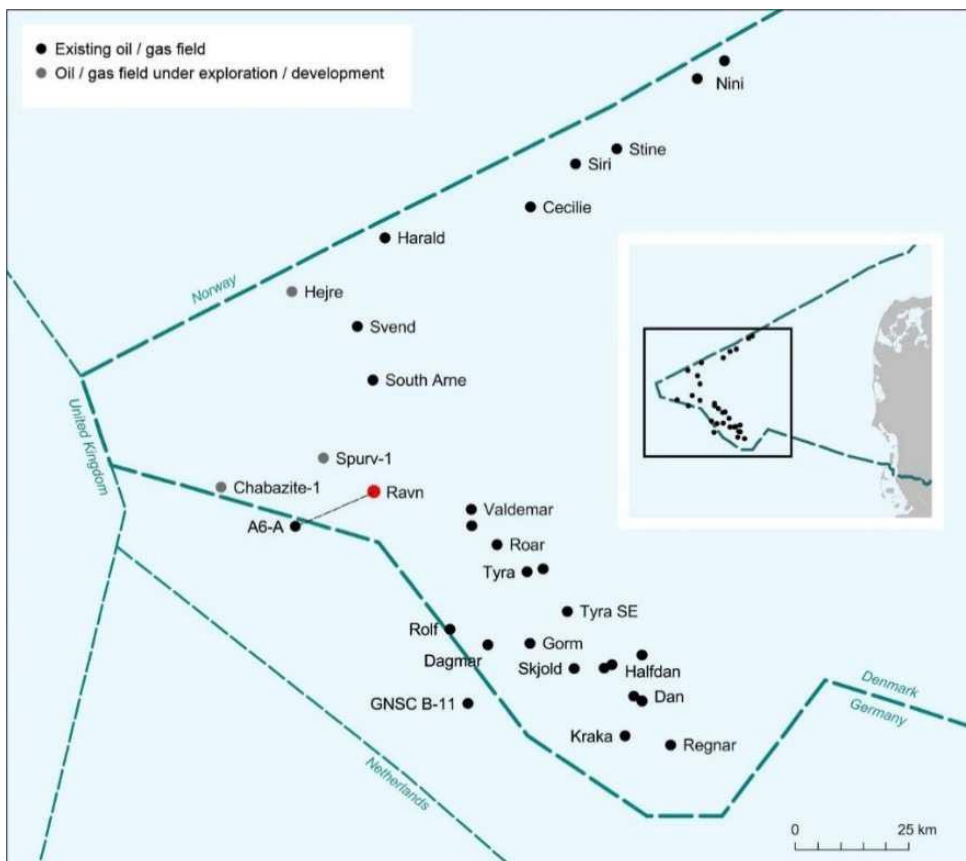 Existing oil / gas field
Oil / gas field under exploration / development
Nini
Stine
Siri
Cecilie
Harald
Norway
Hejre
Svend
South Arne
United Kingdom
Spurv-1
Chabazite-1
Ravn
A6-A
Valdemar
Roar
Tyra
Tyra SE
Rolf
Gorm
Dagmar
Skjold
Halfdan
GNSC B-11
Dan
Denmark
Germany
Kraka
Regnar
Netherlands
0 25 km